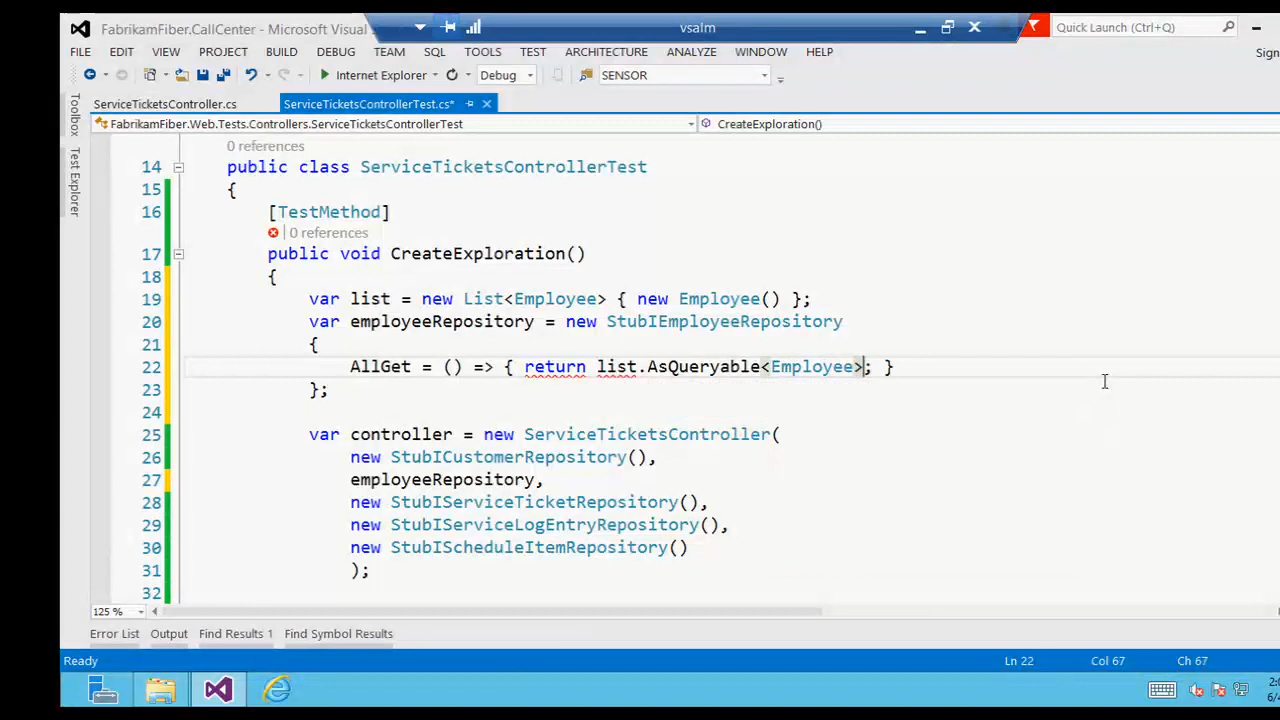 FabrikamFiber.CallCenter - Microsoft Visual
vsalm
Quick Launch (Ctrl+Q)
FILE EDIT VIEW PROJECT BUILD DEBUG TEAM SQL TOOLS TEST ARCHITECTURE ANALYZE WINDOW HELP
Sign
Internet Explorer Debug SENSOR
ServiceTicketsController.cs ServiceTicketsControllerTest.cs*
FabrikamFiber.Web.Tests.Controllers.ServiceTicketsControllerTest CreateExploration()
Toolbox
Test Explorer
0 references
14 public class ServiceTicketsControllerTest
15 {
16 [TestMethod]
0 references
17 public void CreateExploration()
18 {
19 var list = new List<Employee> { new Employee() };
20 var employeeRepository = new StubIEmployeeRepository
21 {
22 AllGet = () => { return list.AsQueryable<Employee>; }
23 };
24
25 var controller = new ServiceTicketsController(
26 new StubICustomerRepository(),
27 employeeRepository,
28 new StubIServiceTicketRepository(),
29 new StubIServiceLogEntryRepository(),
30 new StubIScheduleItemRepository()
31 );
32
125 %
Error List Output Find Results 1 Find Symbol Results
Ready Ln 22 Col 67 Ch 67